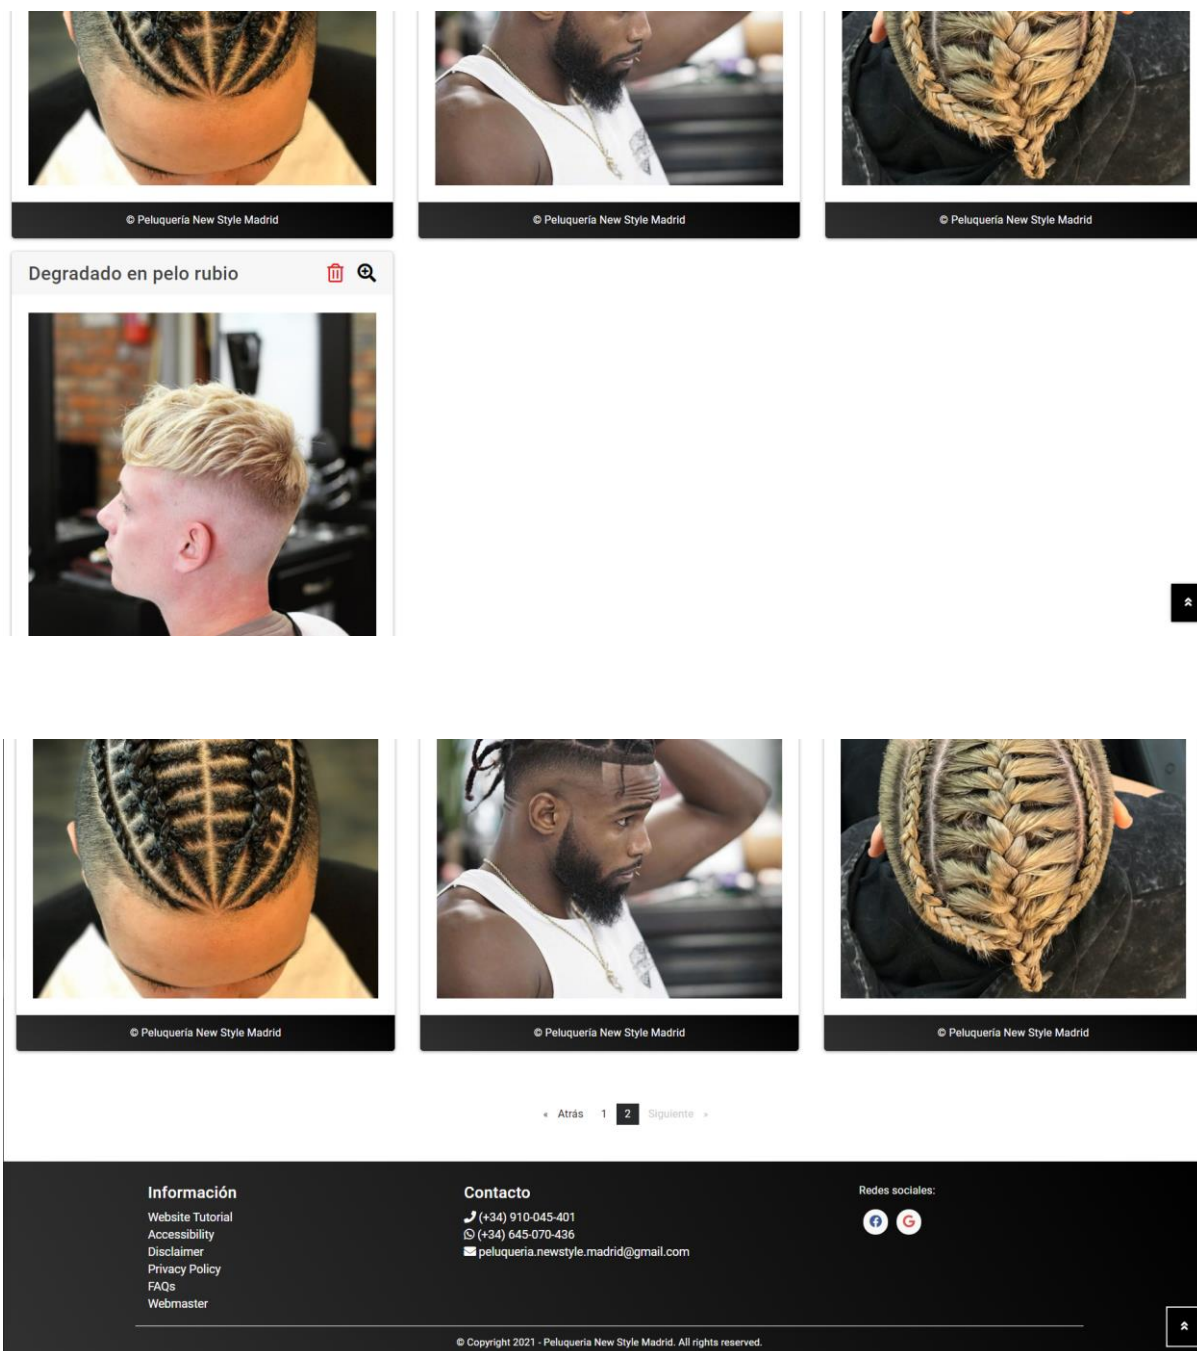 © Peluquería New Style Madrid
© Peluquería New Style Madrid
© Peluquería New Style Madrid
Degradado en pelo rubio
© Peluquería New Style Madrid
© Peluquería New Style Madrid
© Peluquería New Style Madrid
« Atrás 1 2 Siguiente »
Información
Website Tutorial
Accessibility
Disclaimer
Privacy Policy
FAQs
Webmaster
Contacto
(+34) 910-045-401
(+34) 645-070-436
peluqueria.newstyle.madrid@gmail.com
Redes sociales:
© Copyright 2021 - Peluqueria New Style Madrid. All rights reserved.